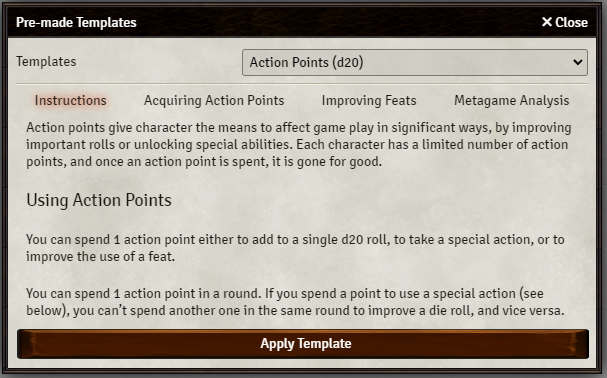 Pre-made Templates
✕ Close
Templates
Action Points (d20)
Instructions
Acquiring Action Points
Improving Feats
Metagame Analysis
Action points give character the means to affect game play in significant ways, by improving
important rolls or unlocking special abilities. Each character has a limited number of action
points, and once an action point is spent, it is gone for good.
Using Action Points
You can spend 1 action point either to add to a single d20 roll, to take a special action, or to
improve the use of a feat.
You can spend 1 action point in a round. If you spend a point to use a special action (see
below), you can’t spend another one in the same round to improve a die roll, and vice versa.
Apply Template